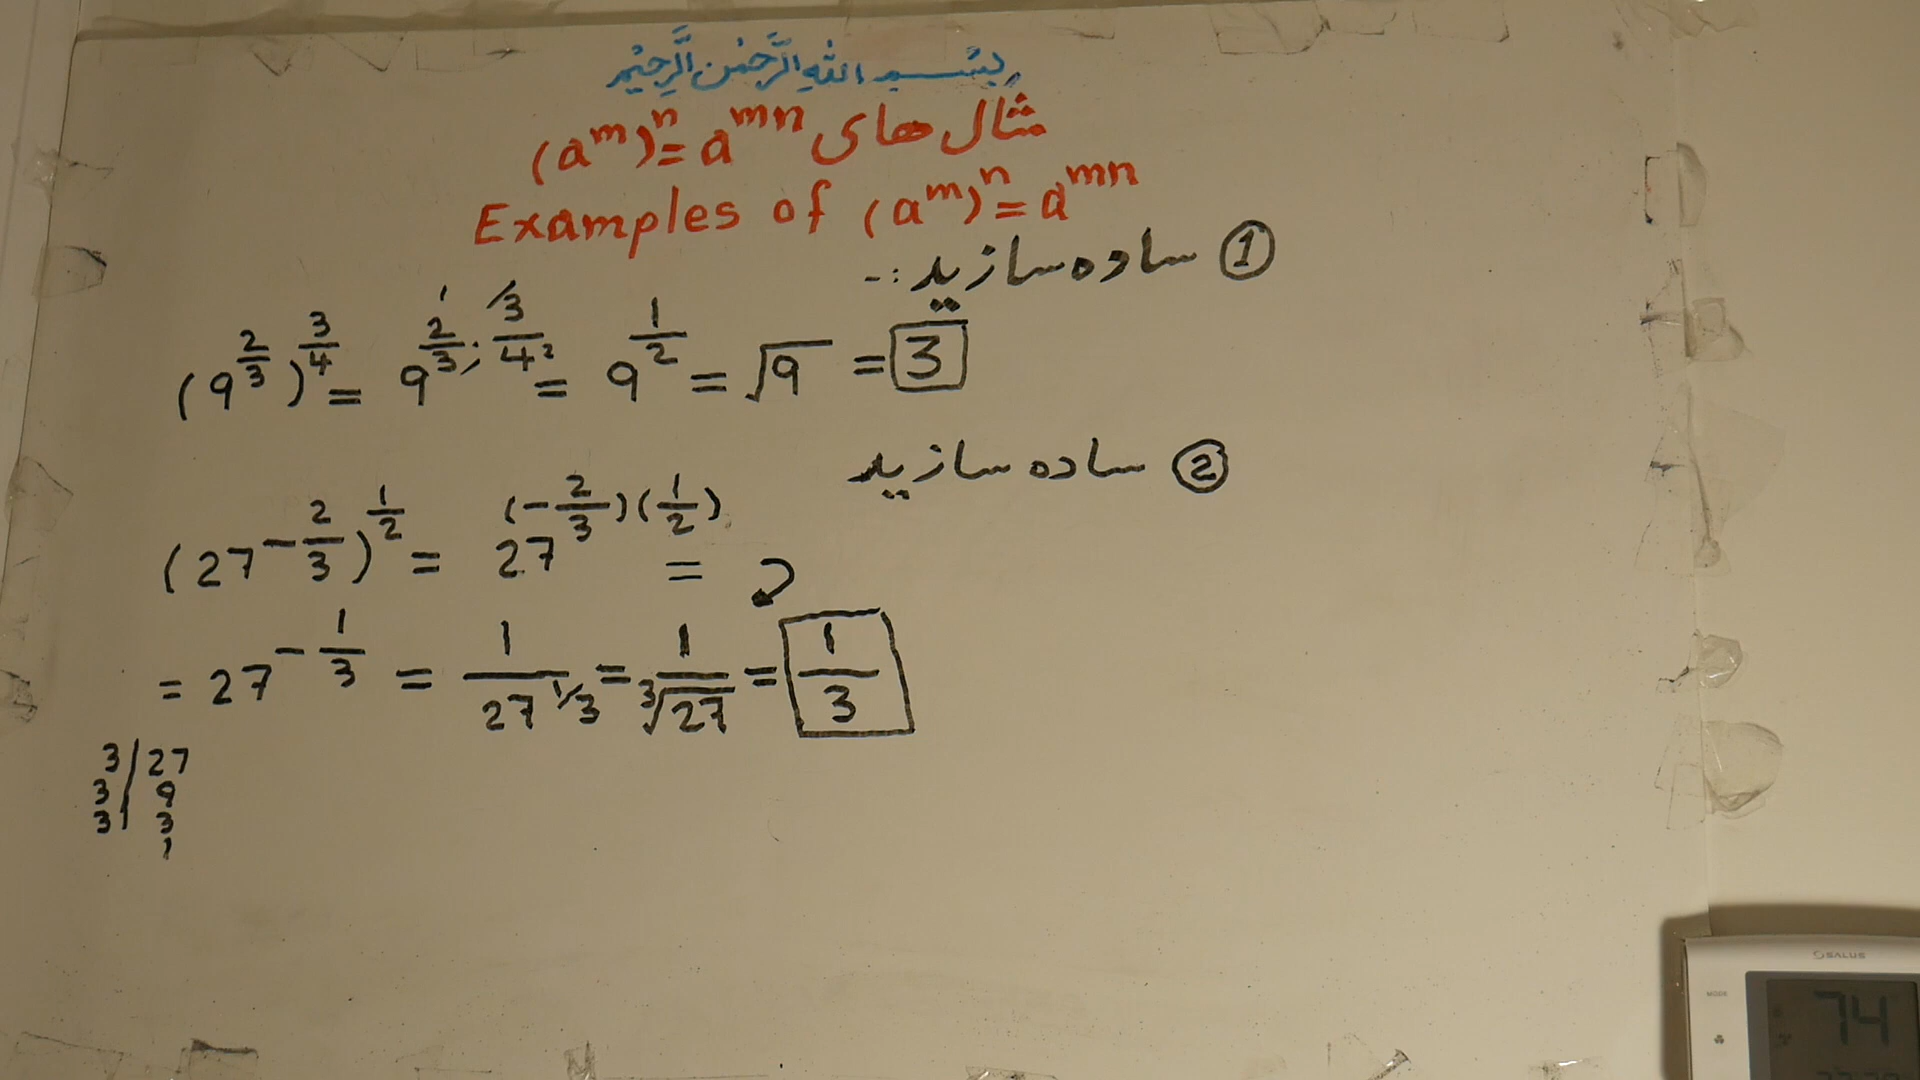 بِسْمِ اللهِ الرَّحْمٰنِ الرَّحِيْمِ
مثال های (a^m)^n = a^mn
Examples of (a^m)^n = a^mn
① ساده سازید :-
(9^(2/3))^(3/4) = 9^(2/3 · 3/4) = 9^(1/2) = √9 = 3
② ساده سازید
(27^(-2/3))^(1/2) = 27^((-2/3)(1/2)) =
= 27^(-1/3) = 1/27^(1/3) = 1/∛27 = 1/3
3 | 27
3 | 9
3 | 3
1
SALUS
MODE
74